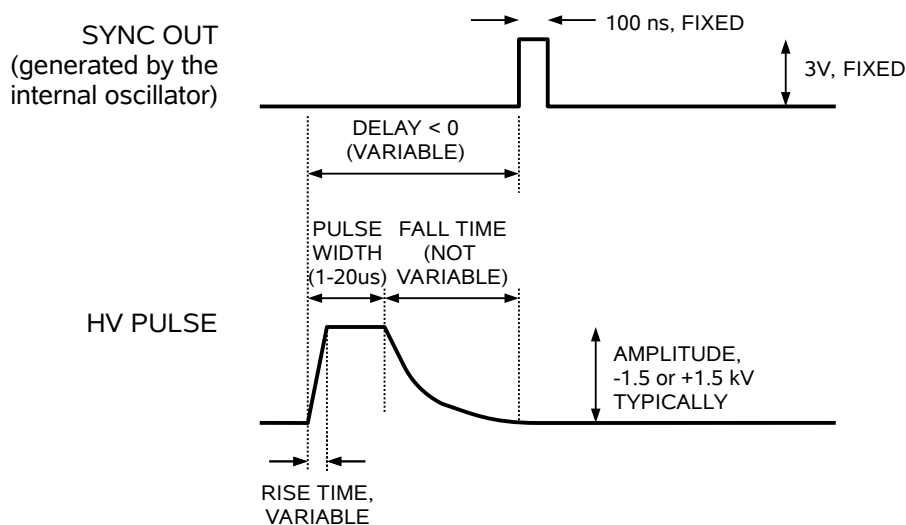 100 ns, FIXED
SYNC OUT
(generated by the
internal oscillator)
3V, FIXED
DELAY < 0
(VARIABLE)
PULSE
WIDTH
(1-20us)
FALL TIME
(NOT
VARIABLE)
HV PULSE
AMPLITUDE,
-1.5 or +1.5 kV
TYPICALLY
RISE TIME,
VARIABLE